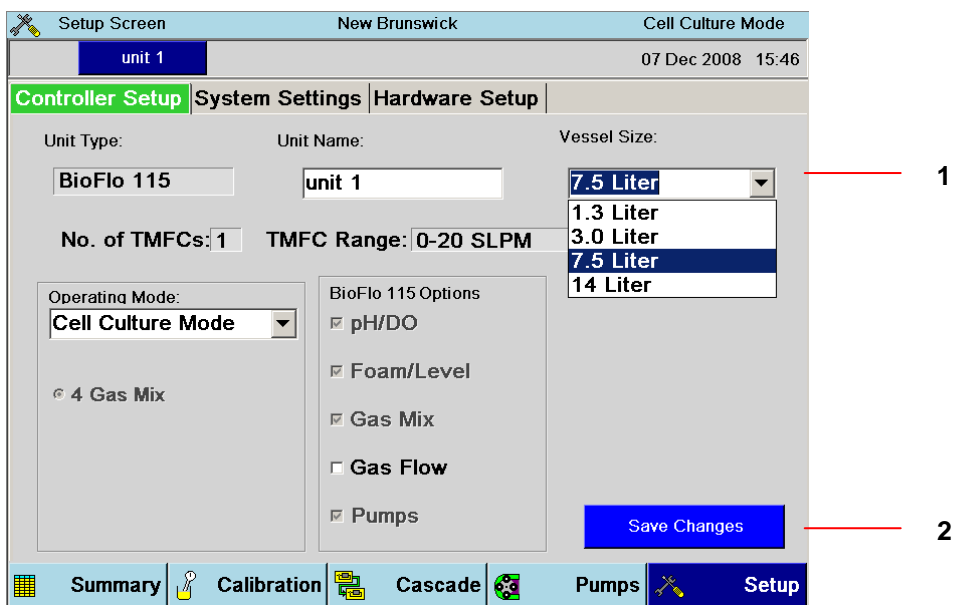 Setup Screen New Brunswick Cell Culture Mode
unit 1 07 Dec 2008 15:46
Controller Setup System Settings Hardware Setup
Unit Type: Unit Name: Vessel Size:
BioFlo 115 unit 1 7.5 Liter 1
1.3 Liter
No. of TMFCs: 1 TMFC Range: 0-20 SLPM 3.0 Liter
7.5 Liter
14 Liter
Operating Mode: BioFlo 115 Options
Cell Culture Mode pH/DO
Foam/Level
4 Gas Mix
Gas Mix
Gas Flow
Pumps
Save Changes 2
Summary Calibration Cascade Pumps Setup